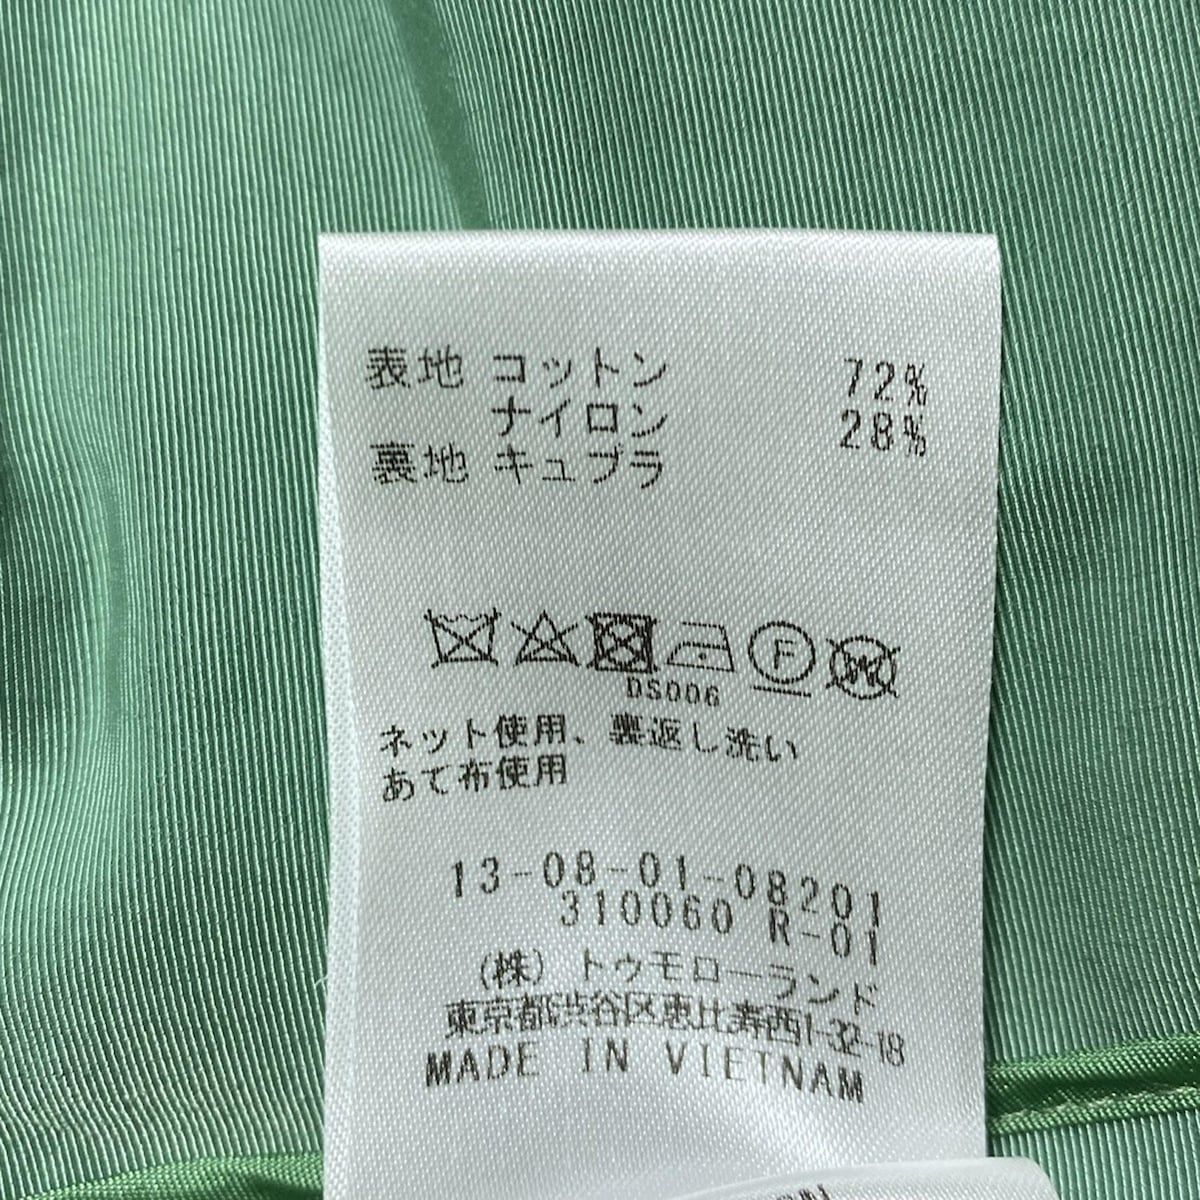 表地 コットン 72%
ナイロン 28%
裏地 キュプラ
F
W
DS006
ネット使用、裏返し洗い
あて布使用
13-08-01-08201
310060 R-01
(株) トゥモローランド
東京都渋谷区恵比寿西1-32-18
MADE IN VIETNAM